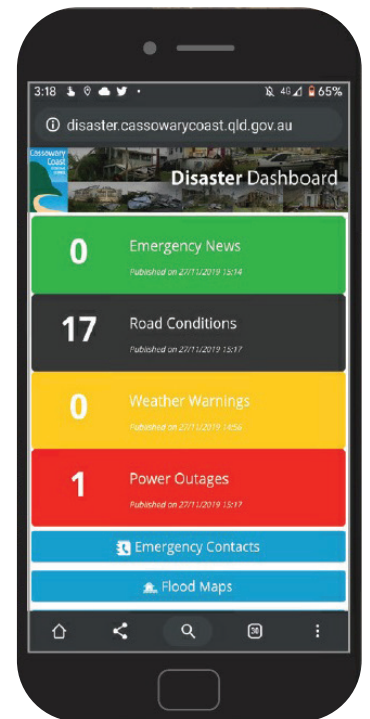 3:18
4G 65%
disaster.cassowarycoast.qld.gov.au
Cassowary
Coast
Disaster Dashboard
0 Emergency News
Published on 27/11/2019 15:14
17 Road Conditions
Published on 27/11/2019 15:17
0 Weather Warnings
Published on 27/11/2019 14:56
1 Power Outages
Published on 27/11/2019 15:17
Emergency Contacts
Flood Maps